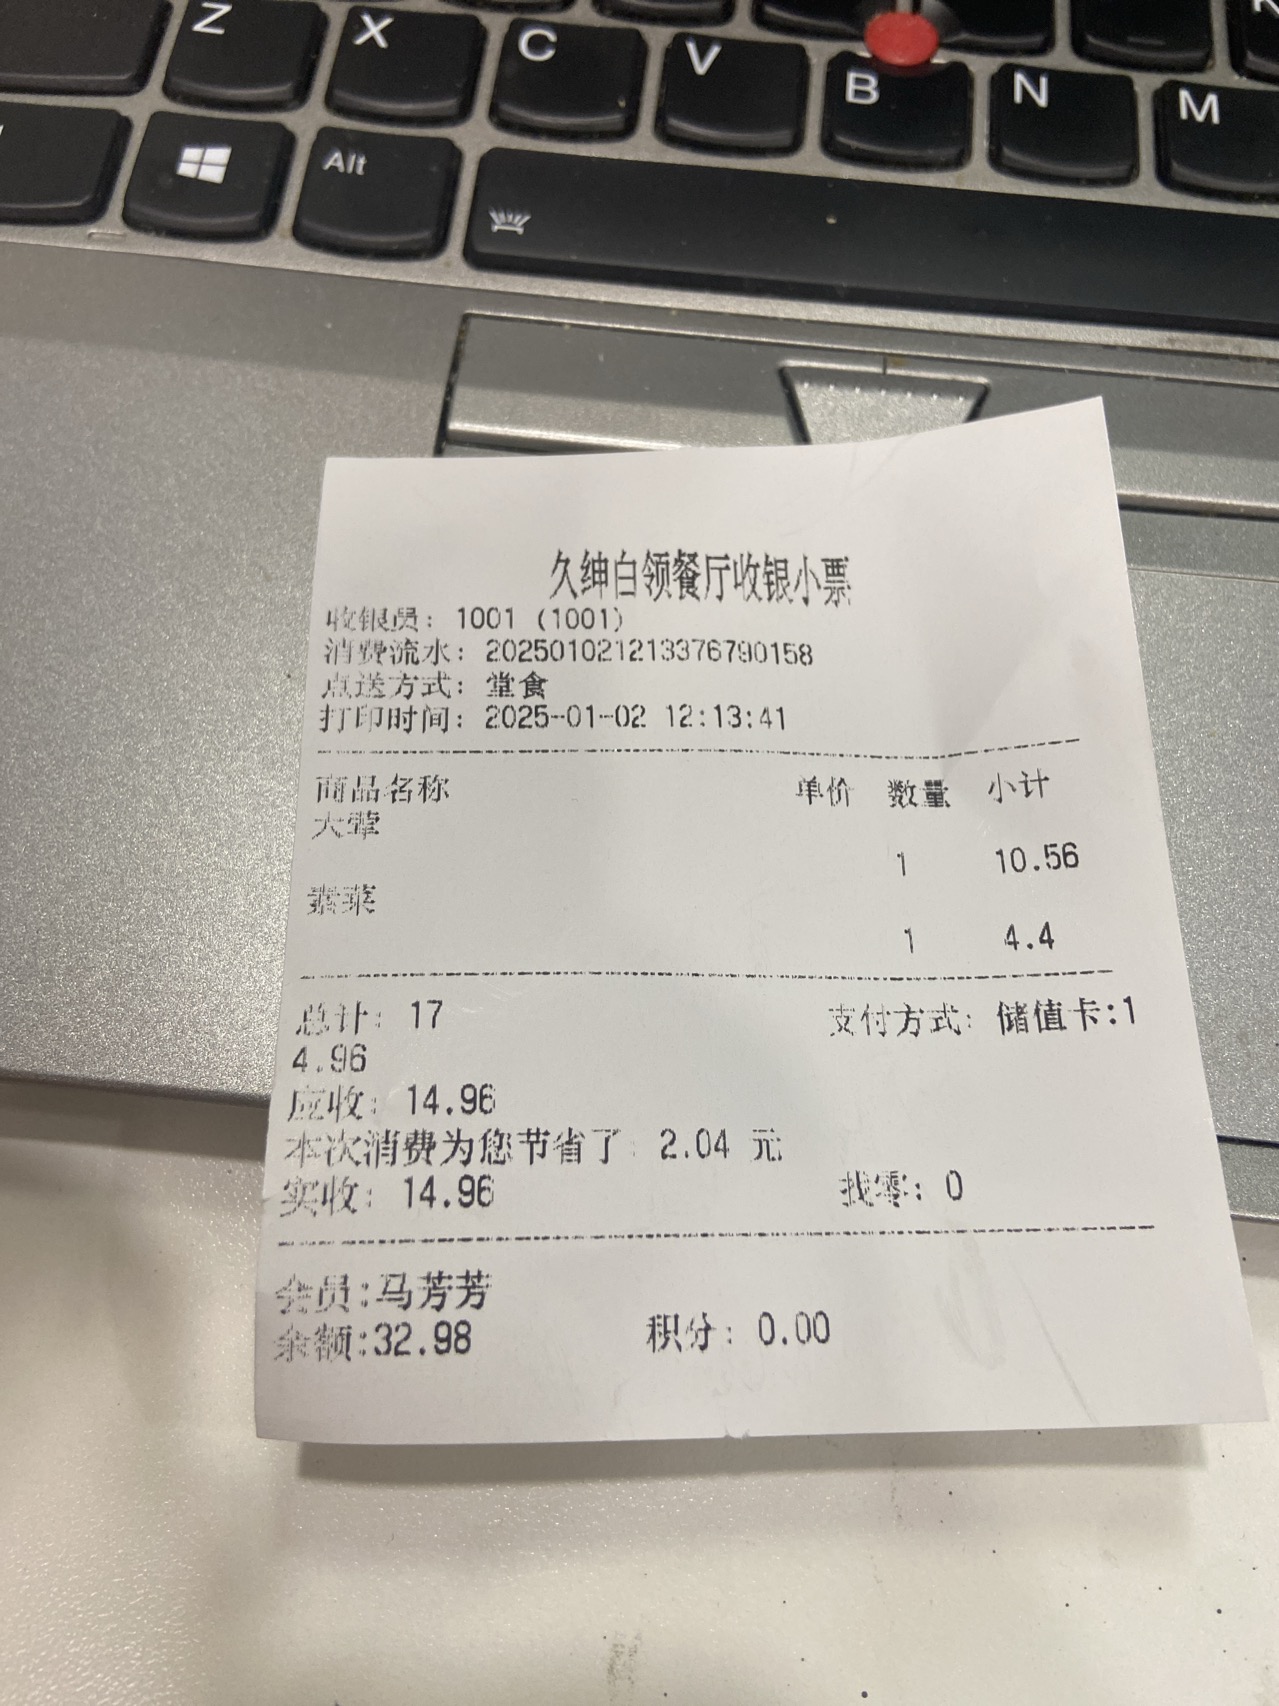 Z X C V B N M
Alt
久绅白领餐厅收银小票
收银员： 1001 (1001)
消费流水： 202501021213376790158
点送方式： 堂食
打印时间： 2025-01-02 12:13:41
商品名称 单价 数量 小计
大荤
1 10.56
素菜
1 4.4
总计： 17 支付方式： 储值卡:1
4.96
应收： 14.96
本次消费为您节省了： 2.04 元
实收： 14.96 找零： 0
会员:马芳芳
余额:32.98 积分： 0.00